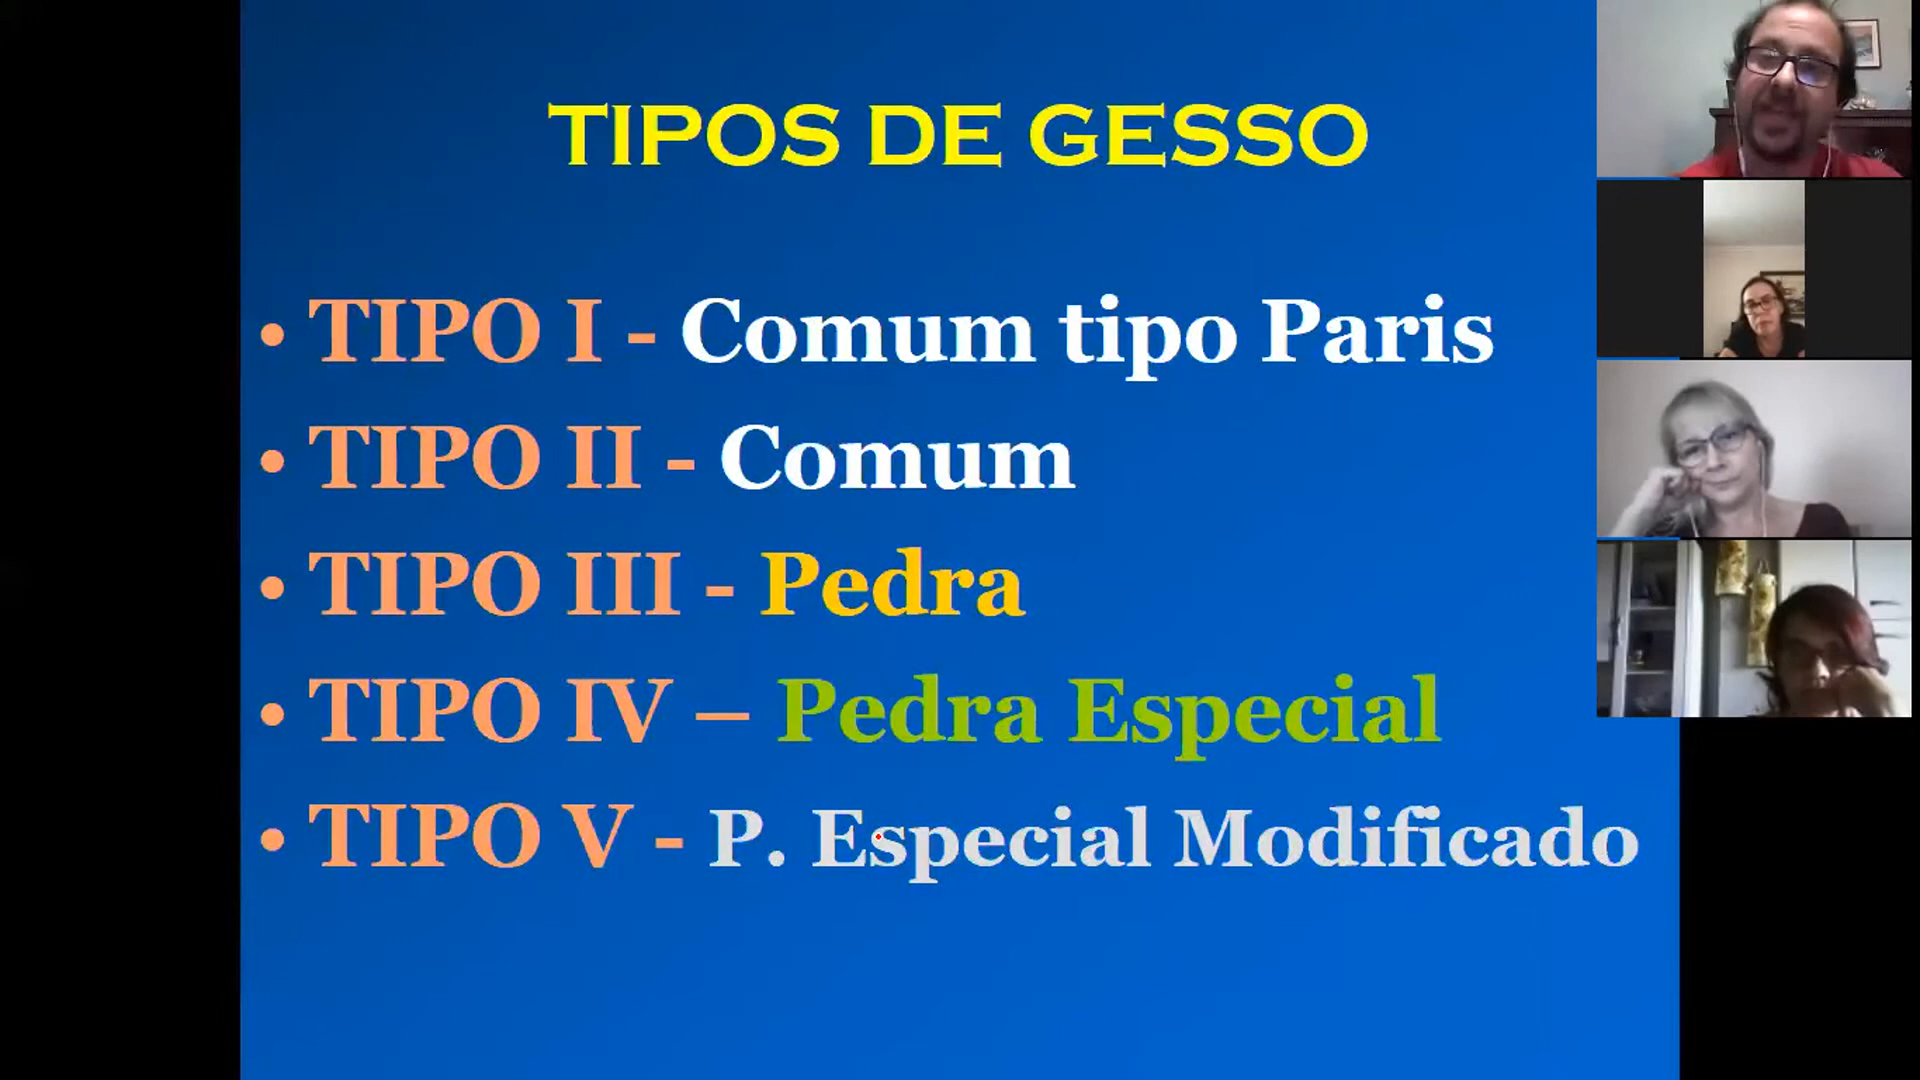 TIPOS DE GESSO
• TIPO I - Comum tipo Paris
• TIPO II - Comum
• TIPO III - Pedra
• TIPO IV – Pedra Especial
• TIPO V - P. Especial Modificado